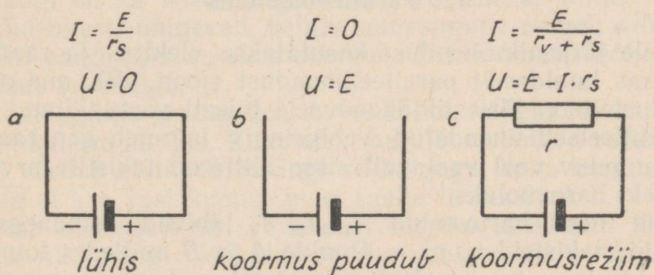 I = E/r_s I = 0 I = E/(r_v + r_s)
U = 0 U = E U = E - I · r_s
a b c
r
- + - + - +
lühis koormus puudub koormusrežiim